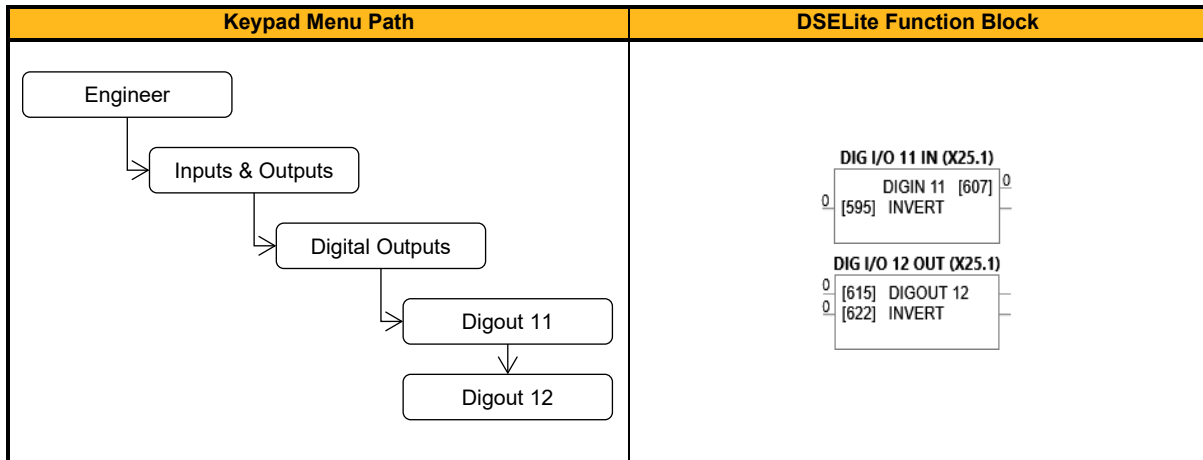 Keypad Menu Path
DSELite Function Block
Engineer
Inputs & Outputs
Digital Outputs
Digout 11
Digout 12
DIG I/O 11 IN (X25.1)
DIGIN 11 [607] 0
0 [595] INVERT
DIG I/O 12 OUT (X25.1)
0 [615] DIGOUT 12
0 [622] INVERT